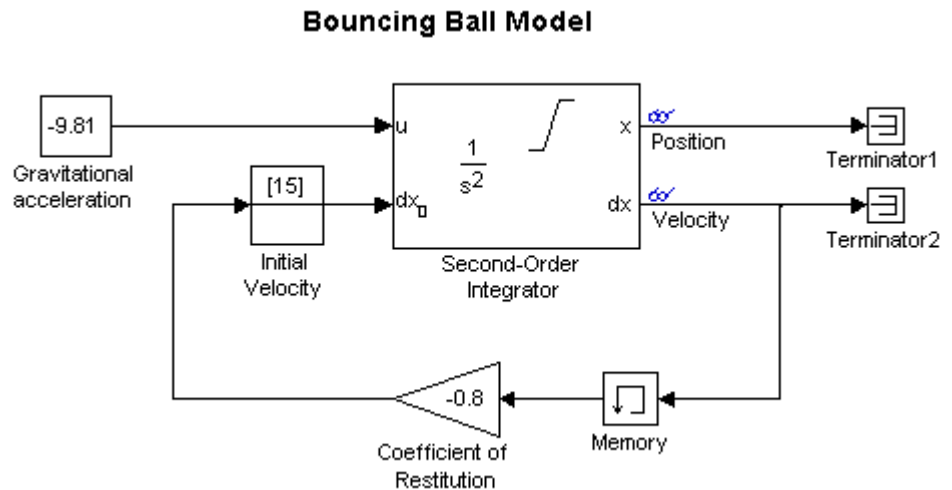 Bouncing Ball Model
-9.81
Gravitational
acceleration
[15]
Initial
Velocity
u
dx0
1
s2
x
dx
Second-Order
Integrator
Position
Velocity
Terminator1
Terminator2
-0.8
Coefficient of
Restitution
Memory